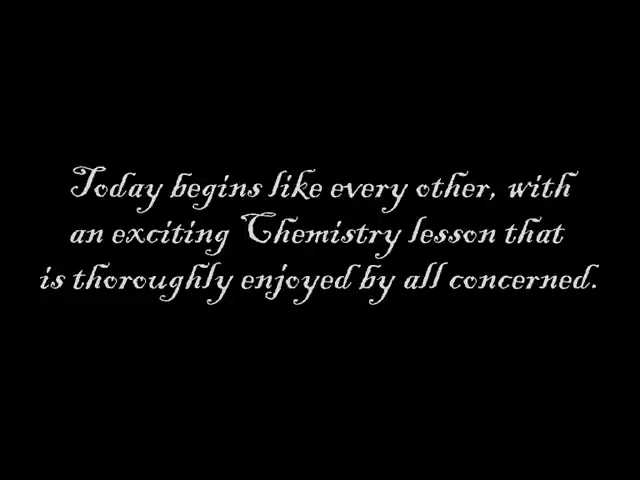 Today begins like every other, with
an exciting Chemistry lesson that
is thoroughly enjoyed by all concerned.